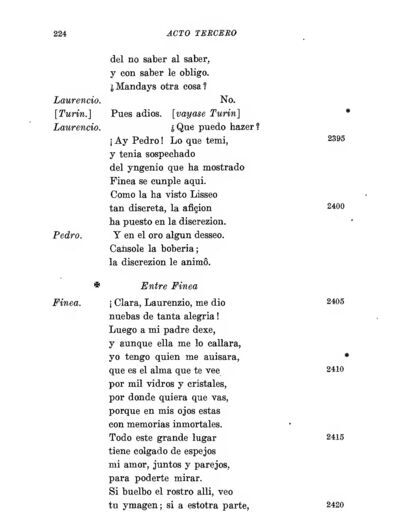 224 ACTO TERCERO
del no saber al saber,
y con saber le obligo.
¿Mandays otra cosa?
Laurencio. No.
[Turin.] Pues adios. [vayase Turin] *
Laurencio. ¿Que puedo hazer?
¡Ay Pedro! Lo que temi, 2395
y tenia sospechado
del yngenio que ha mostrado
Finea se cunple aqui.
Como la ha visto Lisseo
tan discreta, la afiçion 2400
ha puesto en la discrezion.
Pedro. Y en el oro algun desseo.
Cansole la boberia;
la discrezion le animô.
✠ Entre Finea
Finea. ¡Clara, Laurenzio, me dio 2405
nuebas de tanta alegria!
Luego a mi padre dexe,
y aunque ella me lo callara,
yo tengo quien me auisara, *
que es el alma que te vee 2410
por mil vidros y cristales,
por donde quiera que vas,
porque en mis ojos estas
con memorias inmortales.
Todo este grande lugar 2415
tiene colgado de espejos
mi amor, juntos y parejos,
para poderte mirar.
Si buelbo el rostro alli, veo
tu ymagen; si a estotra parte, 2420